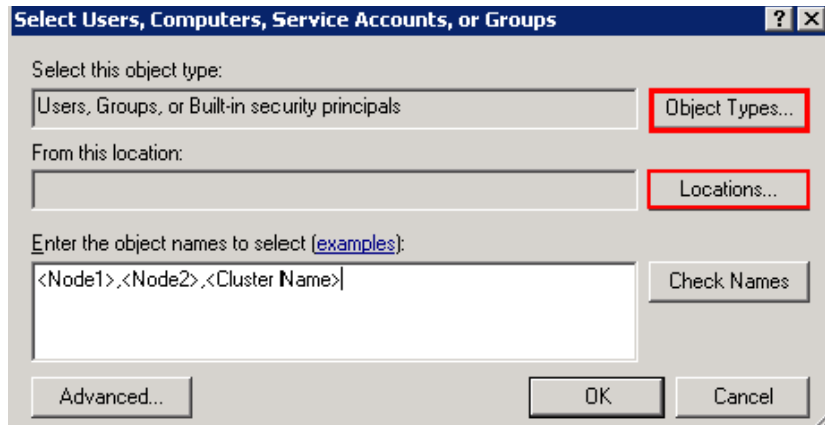 Select Users, Computers, Service Accounts, or Groups
Select this object type:
Users, Groups, or Built-in security principals
Object Types...
From this location:
Locations...
Enter the object names to select (examples):
<Node1>,<Node2>,<Cluster Name>
Check Names
Advanced...
OK
Cancel